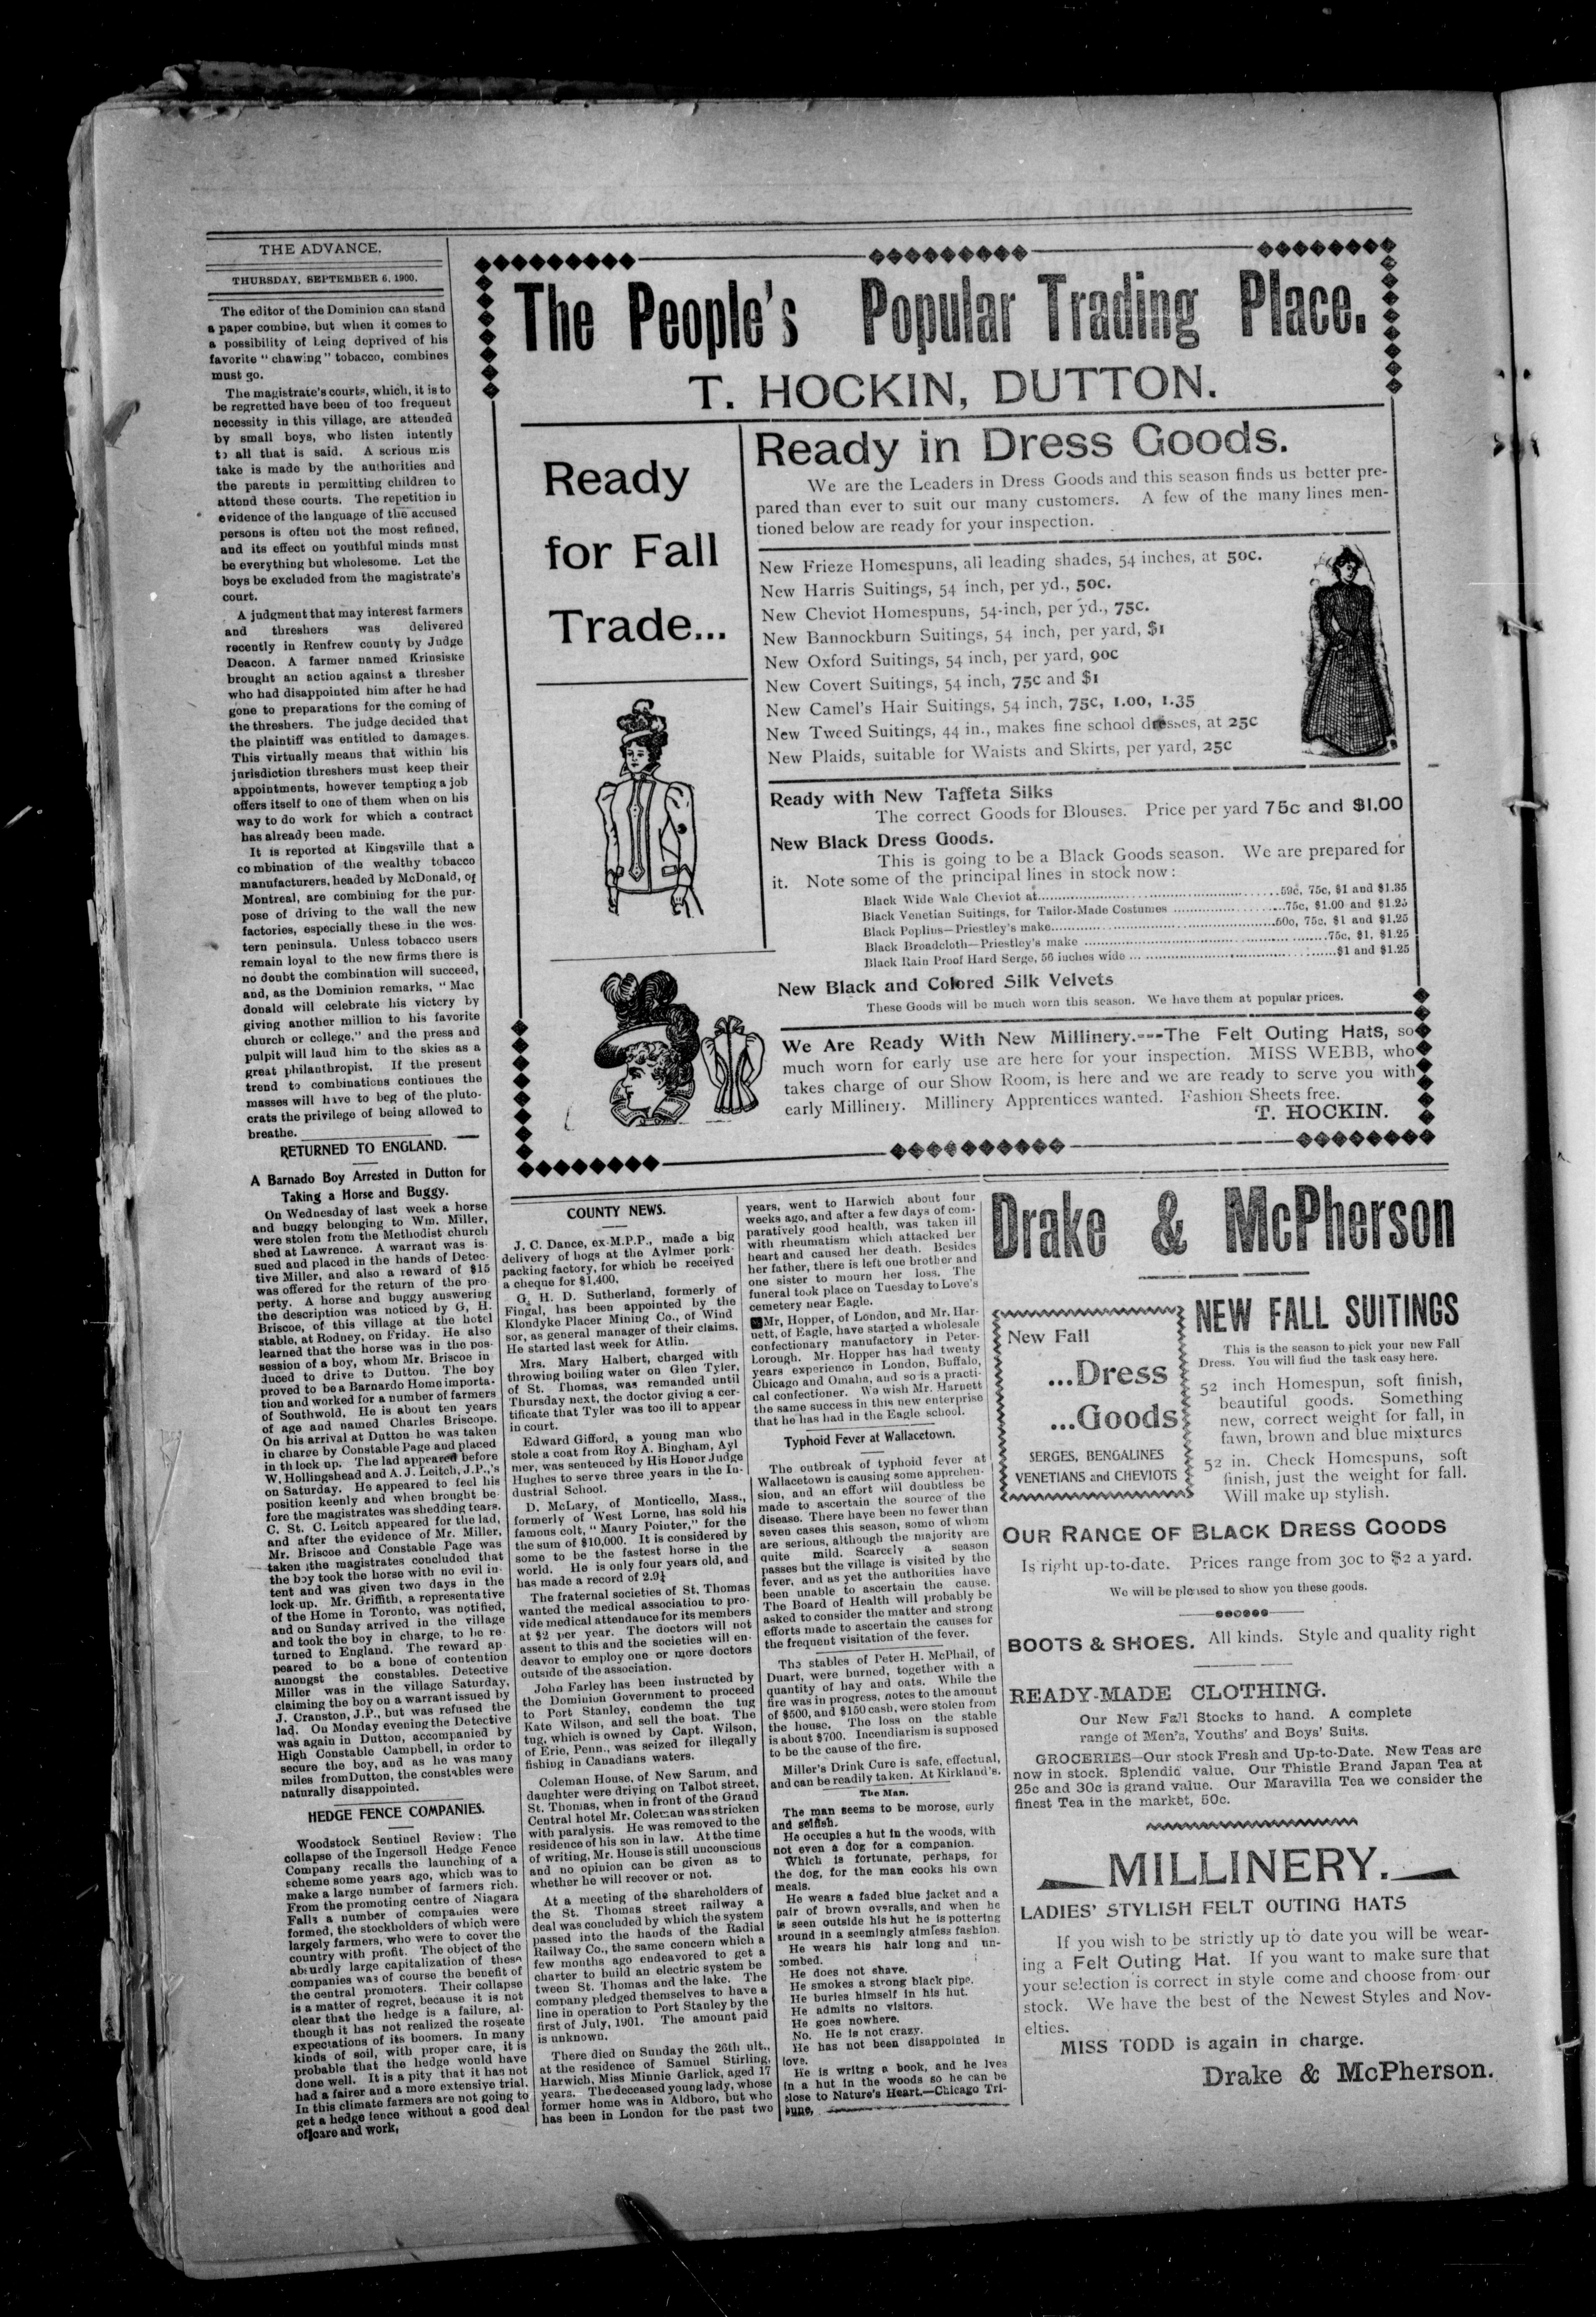 THE ADVANCE.
THURSDAY, SEPTEMBER 6, 1900.
The editor of the Dominion can stand
a paper combine, but when it comes to
a possibility of being deprived of his
favorite "chawing" tobacco, combines
must go.
The magistrate's courts, which, it is to
be regretted have been of too frequent
necessity in this village, are attended
by small boys, who listen intently
to all that is said. A serious mis
take is made by the authorities and
the parents in permitting children to
attend these courts. The repetition in
evidence of the language of the accused
persons is often not the most refined,
and its effect on youthful minds must
be everything but wholesome. Let the
boys be excluded from the magistrate's
court.
A judgment that may interest farmers
and threshers was delivered
recently in Renfrew county by Judge
Deacon. A farmer named Krinsiske
brought an action against a thresher
who had disappointed him after he had
gone to preparations for the coming of
the threshers. The judge decided that
the plaintiff was entitled to damages.
This virtually means that within his
jurisdiction threshers must keep their
appointments, however tempting a job
offers itself to one of them when on his
way to do work for which a contract
has already been made.
It is reported at Kingsville that a
combination of the wealthy tobacco
manufacturers, headed by McDonald, of
Montreal, are combining for the pur-
pose of driving to the wall the new
factories, especially these in the wes-
tern peninsula. Unless tobacco users
remain loyal to the new firms there is
no doubt the combination will succeed,
and, as the Dominion remarks, "Mac
donald will celebrate his victory by
giving another million to his favorite
church or college," and the press and
pulpit will laud him to the skies as a
great philanthropist. If the present
trend to combinations continues the
masses will have to beg of the pluto-
crats the privilege of being allowed to
breathe.
RETURNED TO ENGLAND.
A Barnado Boy Arrested in Dutton for
Taking a Horse and Buggy.
On Wednesday of last week a horse
and buggy belonging to Wm. Miller,
were stolen from the Methodist church
shed at Lawrence. A warrant was is
sued and placed in the hands of Detec-
tive Miller, and also a reward of $15
was offered for the return of the pro
perty. A horse and buggy answering
the description was noticed by G. H.
Briscoe, of this village at the hotel
stable, at Rodney, on Friday. He also
learned that the horse was in the pos-
session of a boy, whom Mr. Briscoe in
duced to drive to Dutton. The boy
proved to be a Barnardo Home importa-
tion and worked for a number of farmers
of Southwold. He is about ten years
of age and named Charles Briscope.
On his arrival at Dutton he was taken
in charge by Constable Page and placed
in th lock up. The lad appeared before
W. Hollingshead and A. J. Leitch, J.P.,'s
on Saturday. He appeared to feel his
position keenly and when brought be-
fore the magistrates was shedding tears.
C. St. C. Leitch appeared for the lad,
and after the evidence of Mr. Miller,
Mr. Briscoe and Constable Page was
taken the magistrates concluded that
the boy took the horse with no evil in-
tent and was given two days in the
lock-up. Mr. Griffith, a representative
of the Home in Toronto, was notified,
and on Sunday arrived in the village
and took the boy in charge, to be re-
turned to England. The reward ap
peared to be a bone of contention
amongst the constables. Detective
Miller was in the village Saturday,
claiming the boy on a warrant issued by
J. Cranston, J.P., but was refused the
lad. On Monday evening the Detective
was again in Dutton, accompanied by
High Constable Campbell, in order to
secure the boy, and as he was many
miles from Dutton, the constables were
naturally disappointed.
HEDGE FENCE COMPANIES.
Woodstock Sentinel Review: The
collapse of the Ingersoll Hedge Fence
Company recalls the launching of a
scheme some years ago, which was to
make a large number of farmers rich.
From the promoting centre of Niagara
Falls a number of companies were
formed, the stockholders of which were
largely farmers, who were to cover the
country with profit. The object of the
absurdly large capitalization of these
companies was of course the benefit of
the central promoters. Their collapse
is a matter of regret, because it is not
clear that the hedge is a failure, al-
though it has not realized the roseate
expectations of its boomers. In many
kinds of soil, with proper care, it is
probable that the hedge would have
done well. It is a pity that it has not
had a fairer and a more extensive trial.
In this climate farmers are not going to
get a hedge fence without a good deal
of care and work,
The People's Popular Trading Place.
T. HOCKIN, DUTTON.
Ready
for Fall
Trade...
Ready in Dress Goods.
We are the Leaders in Dress Goods and this season finds us better pre-
pared than ever to suit our many customers. A few of the many lines men-
tioned below are ready for your inspection.
New Frieze Homespuns, all leading shades, 54 inches, at 50c.
New Harris Suitings, 54 inch, per yd., 50c.
New Cheviot Homespuns, 54-inch, per yd., 75c.
New Bannockburn Suitings, 54 inch, per yard, $1
New Oxford Suitings, 54 inch, per yard, 90c
New Covert Suitings, 54 inch, 75c and $1
New Camel's Hair Suitings, 54 inch, 75c, 1.00, 1.35
New Tweed Suitings, 44 in., makes fine school dresses, at 25c
New Plaids, suitable for Waists and Skirts, per yard, 25c
Ready with New Taffeta Silks
The correct Goods for Blouses. Price per yard 75c and $1.00
New Black Dress Goods.
This is going to be a Black Goods season. We are prepared for
it. Note some of the principal lines in stock now:
Black Wide Wale Cheviot at......59c, 75c, $1 and $1.35
Black Venetian Suitings, for Tailor-Made Costumes ......75c, $1.00 and $1.25
Black Poplins—Priestley's make......50c, 75c, $1 and $1.25
Black Broadcloth—Priestley's make ......75c, $1, $1.25
Black Rain Proof Hard Serge, 56 inches wide ......$1 and $1.25
New Black and Colored Silk Velvets
These Goods will be much worn this season. We have them at popular prices.
We Are Ready With New Millinery.---The Felt Outing Hats, so
much worn for early use are here for your inspection. MISS WEBB, who
takes charge of our Show Room, is here and we are ready to serve you with
early Millinery. Millinery Apprentices wanted. Fashion Sheets free.
T. HOCKIN.
COUNTY NEWS.
J. C. Dance, ex-M.P.P., made a big
delivery of hogs at the Aylmer pork-
packing factory, for which he received
a cheque for $1,400.
G. H. D. Sutherland, formerly of
Fingal, has been appointed by the
Klondyke Placer Mining Co., of Wind
sor, as general manager of their claims.
He started last week for Atlin.
Mrs. Mary Halbert, charged with
throwing boiling water on Glen Tyler,
of St. Thomas, was remanded until
Thursday next, the doctor giving a cer-
tificate that Tyler was too ill to appear
in court.
Edward Gifford, a young man who
stole a coat from Roy A. Bingham, Ayl
mer, was sentenced by His Honor Judge
Hughes to serve three years in the In-
dustrial School.
D. McLary, of Monticello, Mass.,
formerly of West Lorne, has sold his
famous colt, "Maury Pointer," for the
the sum of $10,000. It is considered by
some to be the fastest horse in the
world. He is only four years old, and
has made a record of 2.9¼
The fraternal societies of St. Thomas
wanted the medical association to pro-
vide medical attendance for its members
at $2 per year. The doctors will not
assent to this and the societies will en-
deavor to employ one or more doctors
outside of the association.
John Farley has been instructed by
the Dominion Government to proceed
to Port Stanley, condemn the tug
Kate Wilson, and sell the boat. The
tug, which is owned by Capt. Wilson,
of Erie, Penn., was seized for illegally
fishing in Canadians waters.
Coleman House, of New Sarum, and
daughter were driving on Talbot street,
St. Thomas, when in front of the Grand
Central hotel Mr. Coleman was stricken
with paralysis. He was removed to the
residence of his son in law. At the time
of writing, Mr. House is still unconscious
and no opinion can be given as to
whether he will recover or not.
At a meeting of the shareholders of
the St. Thomas street railway a
deal was concluded by which the system
passed into the hands of the Radial
Railway Co., the same concern which a
few months ago endeavored to get a
charter to build an electric system be
tween St. Thomas and the lake. The
company pledged themselves to have a
line in operation to Port Stanley by the
first of July, 1901. The amount paid
is unknown.
There died on Sunday the 26th ult.,
at the residence of Samuel Stirling,
Harwich, Miss Minnie Garlick, aged 17
years. The deceased young lady, whose
former home was in Aldboro, but who
has been in London for the past two
years, went to Harwich about four
weeks ago, and after a few days of com-
paratively good health, was taken ill
with rheumatism which attacked her
heart and caused her death. Besides
her father, there is left one brother and
one sister to mourn her loss. The
funeral took place on Tuesday to Love's
cemetery near Eagle.
Mr, Hopper, of London, and Mr. Har-
nett, of Eagle, have started a wholesale
confectionary manufactory in Peter-
Lorough. Mr. Hopper has had twenty
years experience in London, Buffalo,
Chicago and Omaha, and so is a practi-
cal confectioner. We wish Mr. Harnett
the same success in this new enterprise
that he has had in the Eagle school.
Typhoid Fever at Wallacetown.
The outbreak of typhoid fever at
Wallacetown is causing some apprehen-
sion, and an effort will doubtless be
made to ascertain the source of the
disease. There have been no fewer than
seven cases this season, some of whom
are serious, although the majority are
quite mild. Scarcely a season
passes but the village is visited by the
fever, and as yet the authorities have
been unable to ascertain the cause.
The Board of Health will probably be
asked to consider the matter and strong
efforts made to ascertain the causes for
the frequent visitation of the fever.
The stables of Peter H. McPhail, of
Duart, were burned, together with a
quantity of hay and oats. While the
fire was in progress, notes to the amount
of $500, and $150 cash, were stolen from
the house. The loss on the stable
is about $700. Incendiarism is supposed
to be the cause of the fire.
Miller's Drink Cure is safe, effectual,
and can be readily taken. At Kirkland's.
The Man.
The man seems to be morose, surly
and selfish.
He occupies a hut in the woods, with
not even a dog for a companion.
Which is fortunate, perhaps, for
the dog, for the man cooks his own
meals.
He wears a faded blue jacket and a
pair of brown overalls, and when he
is seen outside his hut he is pottering
around in a seemingly aimless fashion.
He wears his hair long and un-
combed.
He does not shave.
He smokes a strong black pipe.
He buries himself in his hut.
He admits no visitors.
He goes nowhere.
No. He is not crazy.
He has not been disappointed in
love.
He is writng a book, and he lves
in a hut in the woods so he can be
close to Nature's Heart.—Chicago Tri-
bune.
Drake & McPherson
New Fall
...Dress
...Goods
SERGES, BENGALINES
VENETIANS and CHEVIOTS
NEW FALL SUITINGS
This is the season to pick your new Fall
Dress. You will find the task easy here.
52 inch Homespun, soft finish,
beautiful goods. Something
new, correct weight for fall, in
fawn, brown and blue mixtures
52 in. Check Homespuns, soft
finish, just the weight for fall.
Will make up stylish.
OUR RANGE OF BLACK DRESS GOODS
Is right up-to-date. Prices range from 30c to $2 a yard.
We will be pleased to show you these goods.
BOOTS & SHOES. All kinds. Style and quality right
READY-MADE CLOTHING.
Our New Fall Stocks to hand. A complete
range of Men's, Youths' and Boys' Suits.
GROCERIES—Our stock Fresh and Up-to-Date. New Teas are
now in stock. Splendid value. Our Thistle Brand Japan Tea at
25c and 30c is grand value. Our Maravilla Tea we consider the
finest Tea in the market, 50c.
MILLINERY.
LADIES' STYLISH FELT OUTING HATS
If you wish to be strictly up to date you will be wear-
ing a Felt Outing Hat. If you want to make sure that
your selection is correct in style come and choose from our
stock. We have the best of the Newest Styles and Nov-
elties.
MISS TODD is again in charge.
Drake & McPherson.